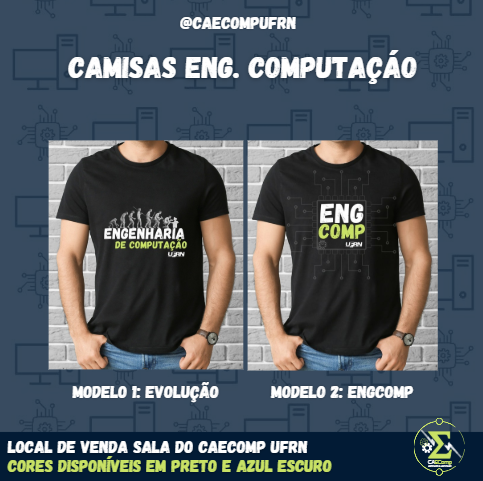 @CAECOMPUFRN
CAMISAS ENG. COMPUTAÇÃO
ENGENHARIA
DE COMPUTAÇÃO
UFRN
ENG
COMP
UFRN
MODELO 1: EVOLUÇÃO
MODELO 2: ENGCOMP
LOCAL DE VENDA SALA DO CAECOMP UFRN
CORES DISPONÍVEIS EM PRETO E AZUL ESCURO
CAEComp